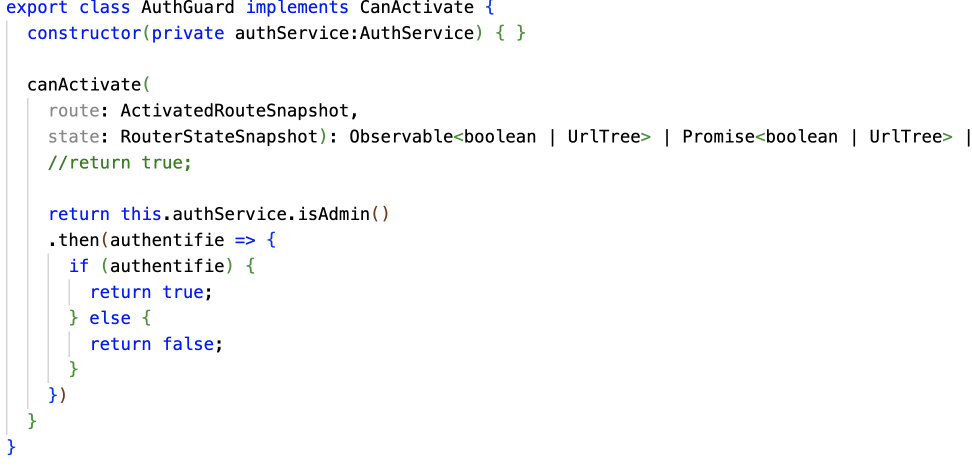 export class AuthGuard implements CanActivate {
constructor(private authService:AuthService) { }
canActivate(
route: ActivatedRouteSnapshot,
state: RouterStateSnapshot): Observable<boolean | UrlTree> | Promise<boolean | UrlTree> |
//return true;
return this.authService.isAdmin()
.then(authentifie => {
if (authentifie) {
return true;
} else {
return false;
}
})
}
}